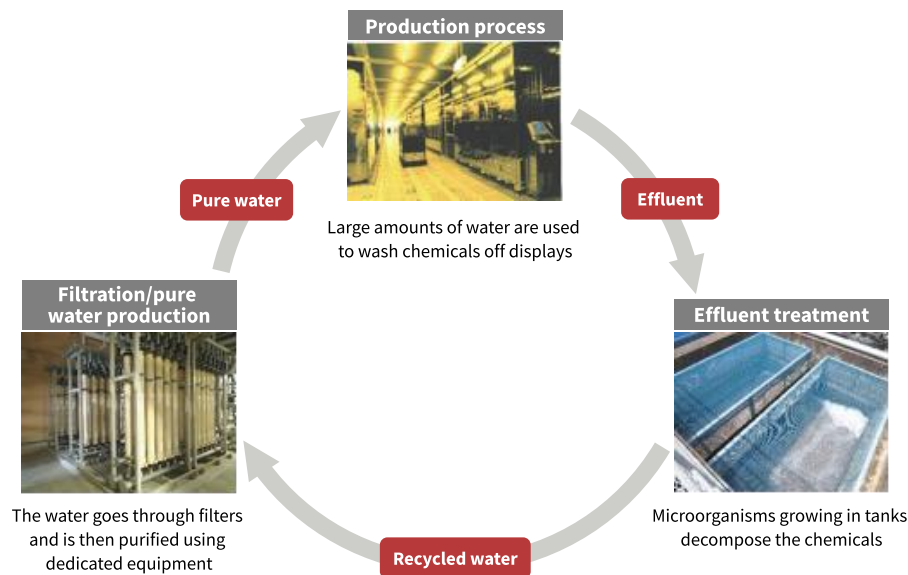 Production process
Large amounts of water are used
to wash chemicals off displays
Effluent
Effluent treatment
Microorganisms growing in tanks
decompose the chemicals
Recycled water
Filtration/pure
water production
The water goes through filters
and is then purified using
dedicated equipment
Pure water